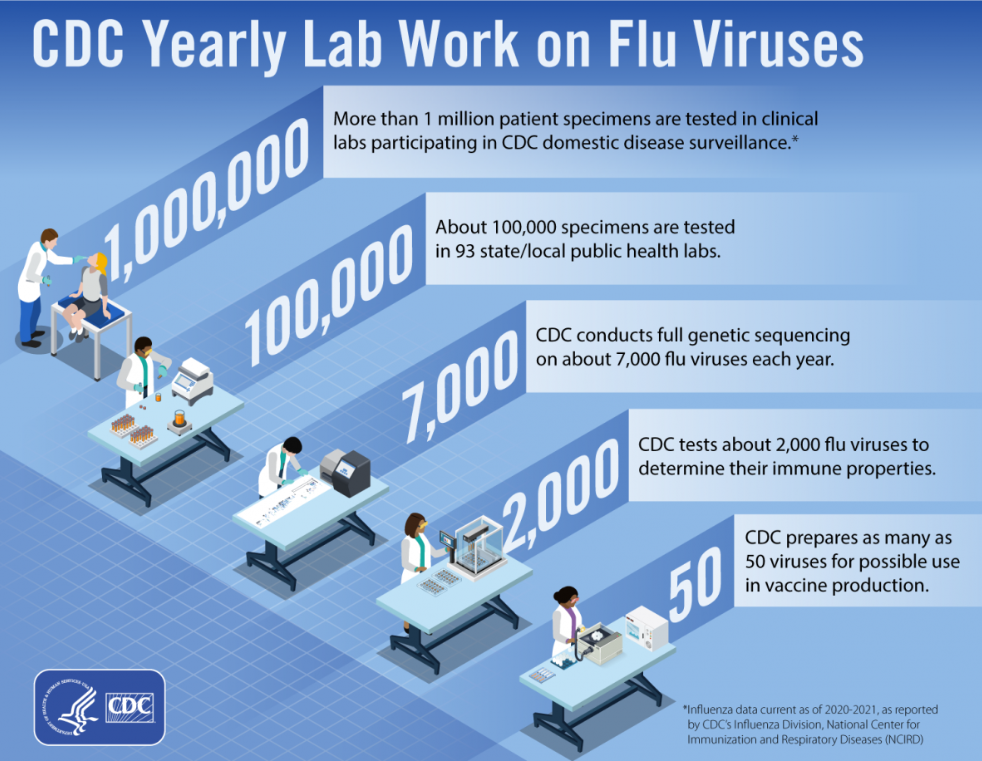 CDC Yearly Lab Work on Flu Viruses
1,000,000
More than 1 million patient specimens are tested in clinical
labs participating in CDC domestic disease surveillance.*
100,000
About 100,000 specimens are tested
in 93 state/local public health labs.
7,000
CDC conducts full genetic sequencing
on about 7,000 flu viruses each year.
2,000
CDC tests about 2,000 flu viruses to
determine their immune properties.
50
CDC prepares as many as
50 viruses for possible use
in vaccine production.
CDC
*Influenza data current as of 2020-2021, as reported
by CDC's Influenza Division, National Center for
Immunization and Respiratory Diseases (NCIRD)